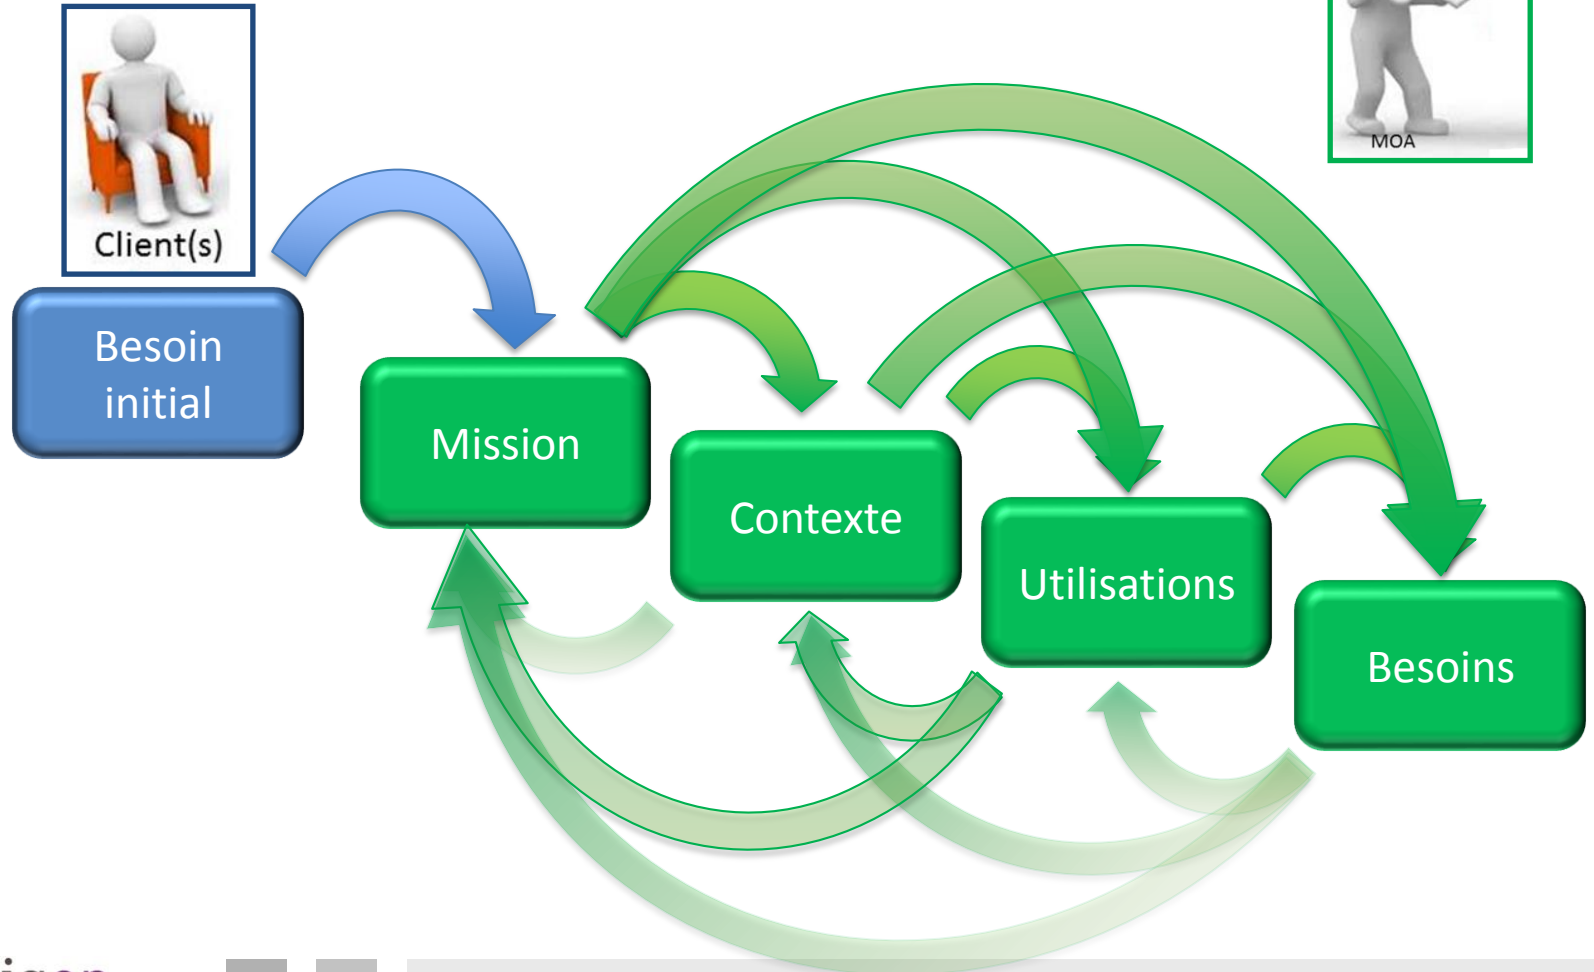 MOA
Client(s)
Besoin
initial
Mission
Contexte
Utilisations
Besoins